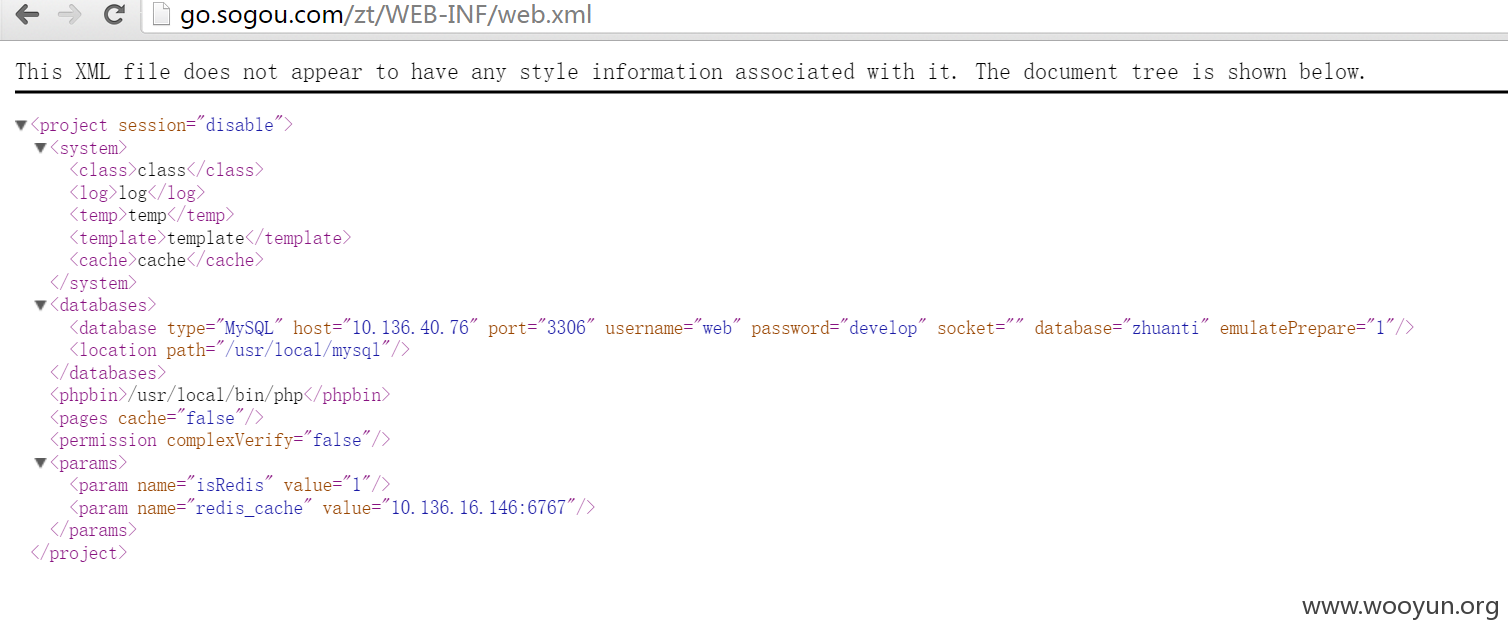 go.sogou.com/zt/WEB-INF/web.xml
This XML file does not appear to have any style information associated with it. The document tree is shown below.
▼<project session="disable">
▼<system>
<class>class</class>
<log>log</log>
<temp>temp</temp>
<template>template</template>
<cache>cache</cache>
</system>
▼<databases>
<database type="MySQL" host="10.136.40.76" port="3306" username="web" password="develop" socket="" database="zhuanti" emulatePrepare="1"/>
<location path="/usr/local/mysql"/>
</databases>
<phpbin>/usr/local/bin/php</phpbin>
<pages cache="false"/>
<permission complexVerify="false"/>
▼<params>
<param name="isRedis" value="1"/>
<param name="redis_cache" value="10.136.16.146:6767"/>
</params>
</project>
www.wooyun.org